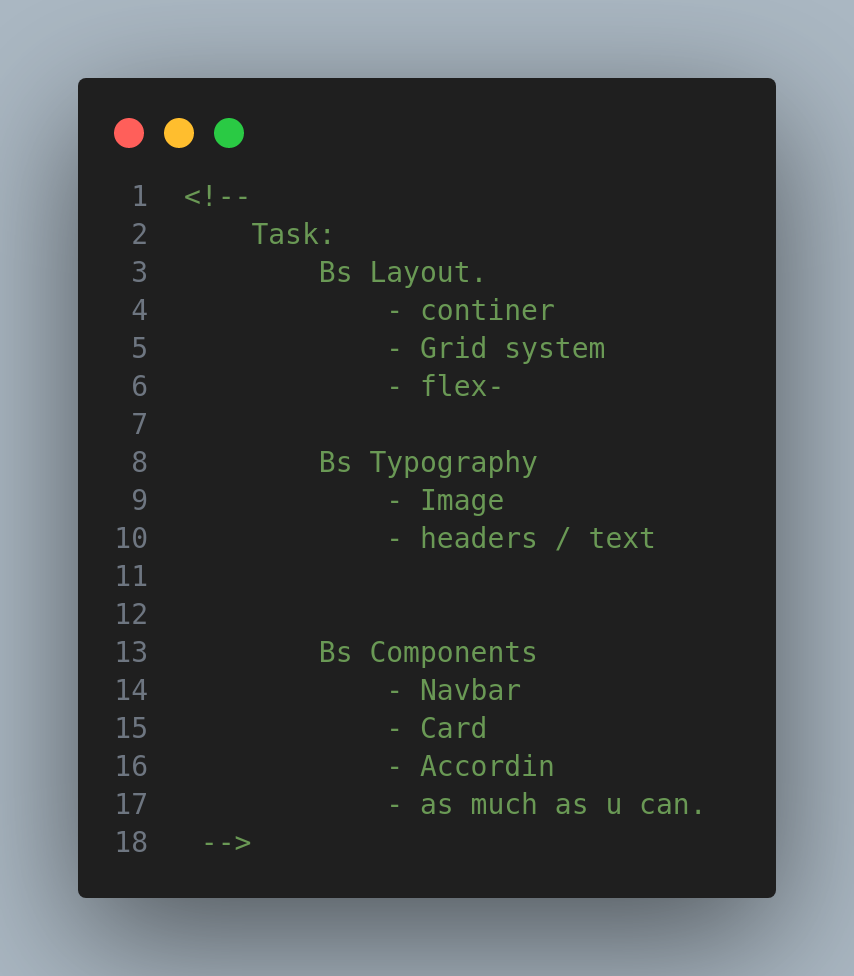 1 <!--
2 Task:
3 Bs Layout.
4 - continer
5 - Grid system
6 - flex-
7
8 Bs Typography
9 - Image
10 - headers / text
11
12
13 Bs Components
14 - Navbar
15 - Card
16 - Accordin
17 - as much as u can.
18 -->